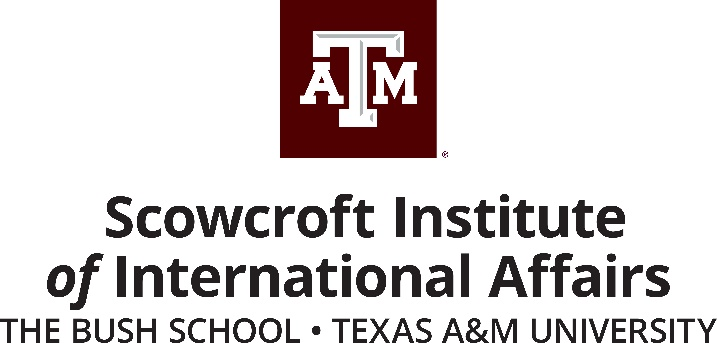 ATM
®
Scowcroft Institute
of International Affairs
THE BUSH SCHOOL • TEXAS A&M UNIVERSITY